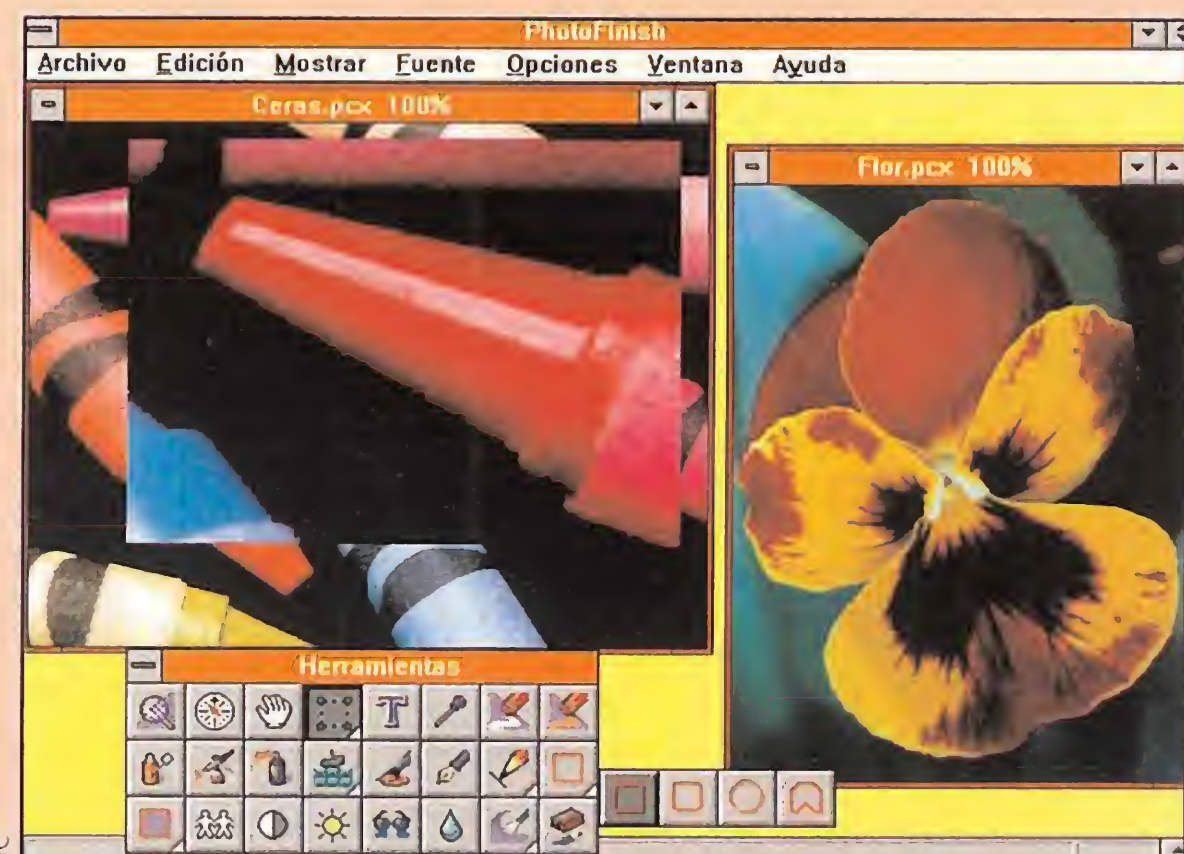 PhotoFinish
Archivo Edición Mostrar Fuente Opciones Ventana Ayuda
Ceras.pcx 100%
Flor.pcx 100%
Herramientas
T